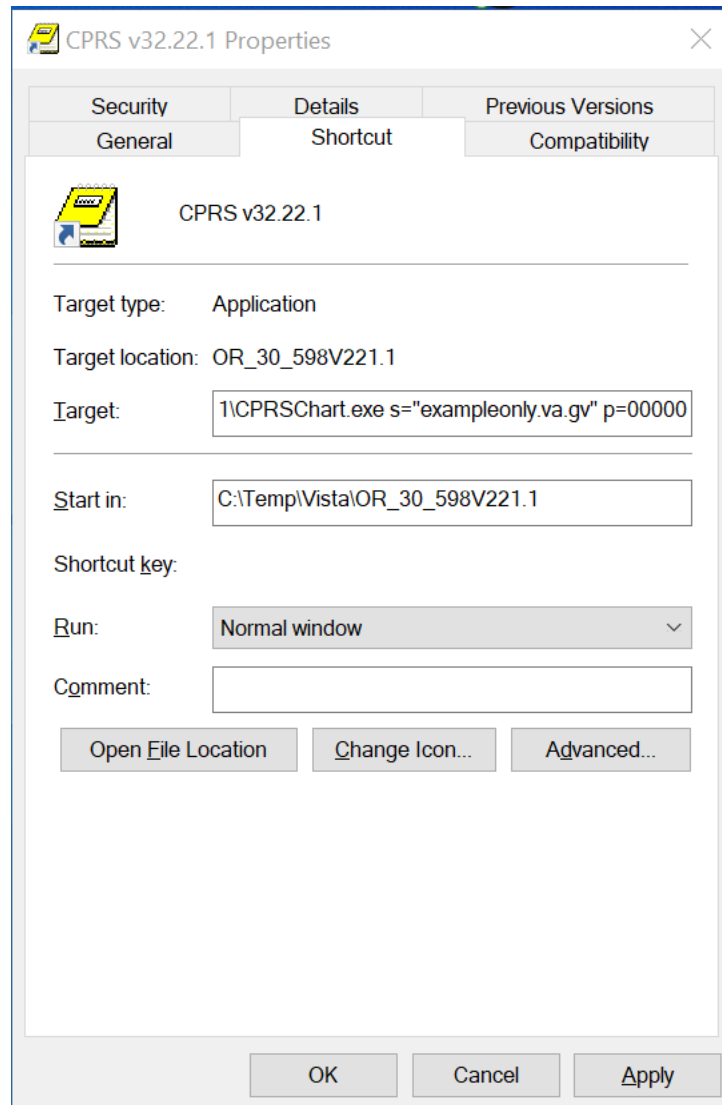 CPRS v32.22.1 Properties
Security Details Previous Versions
General Shortcut Compatibility
CPRS v32.22.1
Target type: Application
Target location: OR_30_598V221.1
Target: 1\CPRSChart.exe s="exampleonly.va.gv" p=00000
Start in: C:\Temp\Vista\OR_30_598V221.1
Shortcut key:
Run: Normal window
Comment:
Open File Location Change Icon... Advanced...
OK Cancel Apply